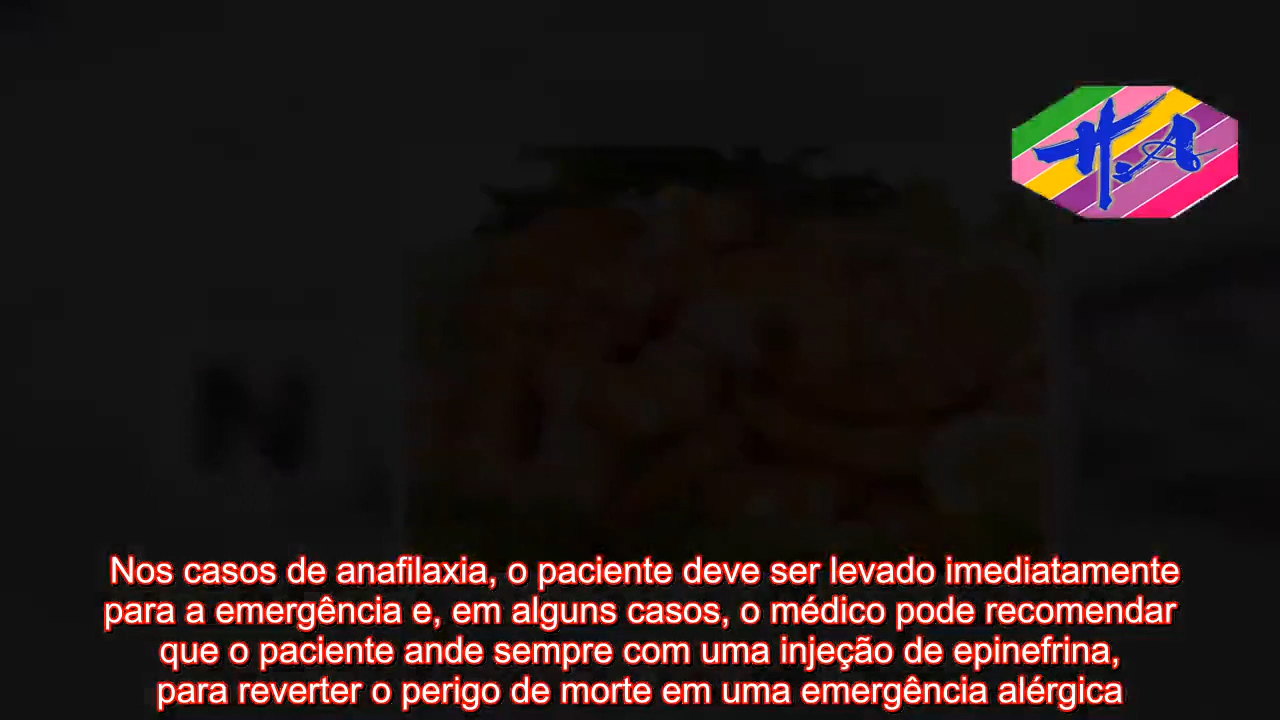 H.A
Nos casos de anafilaxia, o paciente deve ser levado imediatamente
para a emergência e, em alguns casos, o médico pode recomendar
que o paciente ande sempre com uma injeção de epinefrina,
para reverter o perigo de morte em uma emergência alérgica